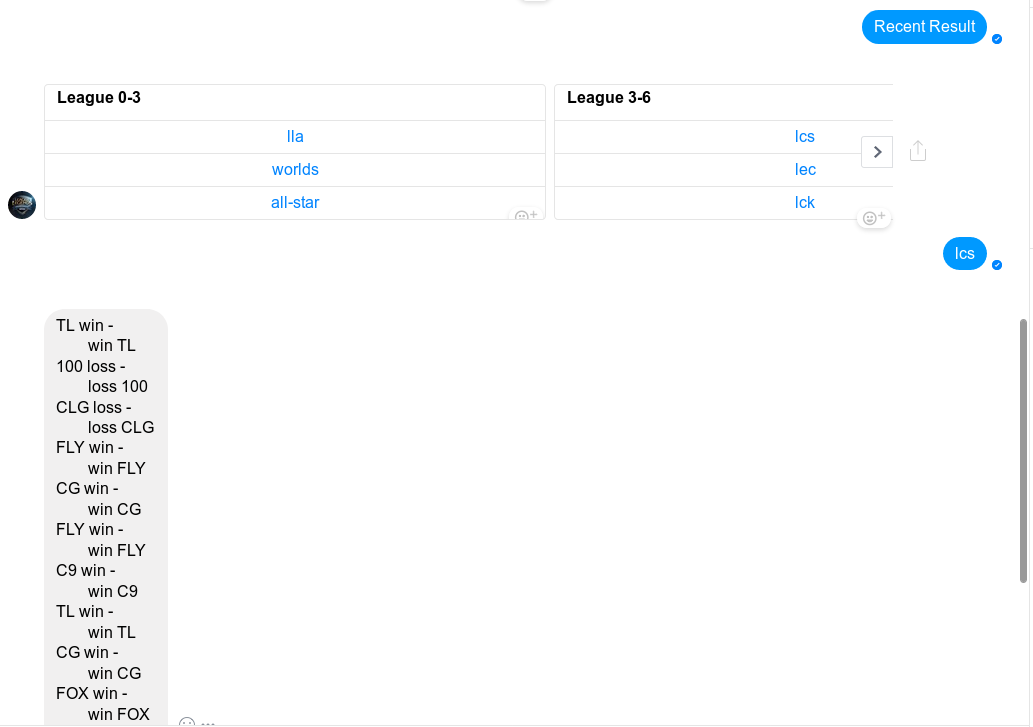 Recent Result
League 0-3
lla
worlds
all-star
League 3-6
lcs
lec
lck
lcs
TL win -
win TL
100 loss -
loss 100
CLG loss -
loss CLG
FLY win -
win FLY
CG win -
win CG
FLY win -
win FLY
C9 win -
win C9
TL win -
win TL
CG win -
win CG
FOX win -
win FOX